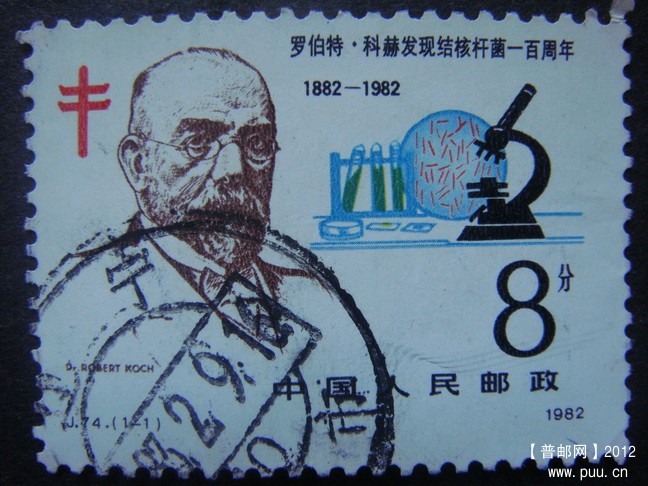 罗伯特·科赫发现结核杆菌一百周年
1882—1982
8分
Dr ROBERT KOCH
中国人民邮政
J.74.(1-1)
1982
宁
【普邮网】2012
www.puu.cn